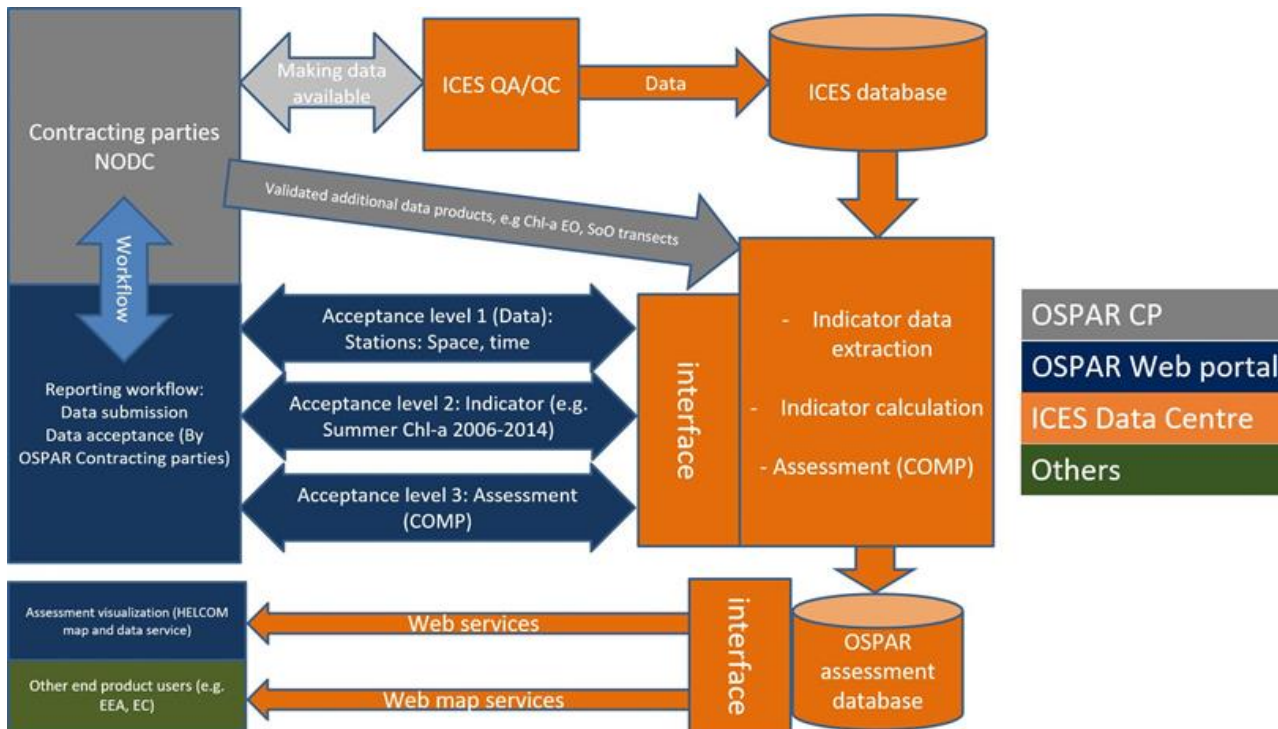 Making data
available
ICES QA/QC
Data
ICES database
Contracting parties
NODC
Validated additional data products, e.g Chl-a EO, SoO transects
Workflow
Acceptance level 1 (Data):
Stations: Space, time
Reporting workflow:
Data submission
Data acceptance (By
OSPAR Contracting parties)
Acceptance level 2: Indicator (e.g.
Summer Chl-a 2006-2014)
Acceptance level 3: Assessment
(COMP)
interface
- Indicator data
extraction
- Indicator calculation
- Assessment (COMP)
OSPAR CP
OSPAR Web portal
ICES Data Centre
Others
Assessment visualization (HELCOM
map and data service)
Web services
Other end product users (e.g.
EEA, EC)
Web map services
interface
OSPAR
assessment
database